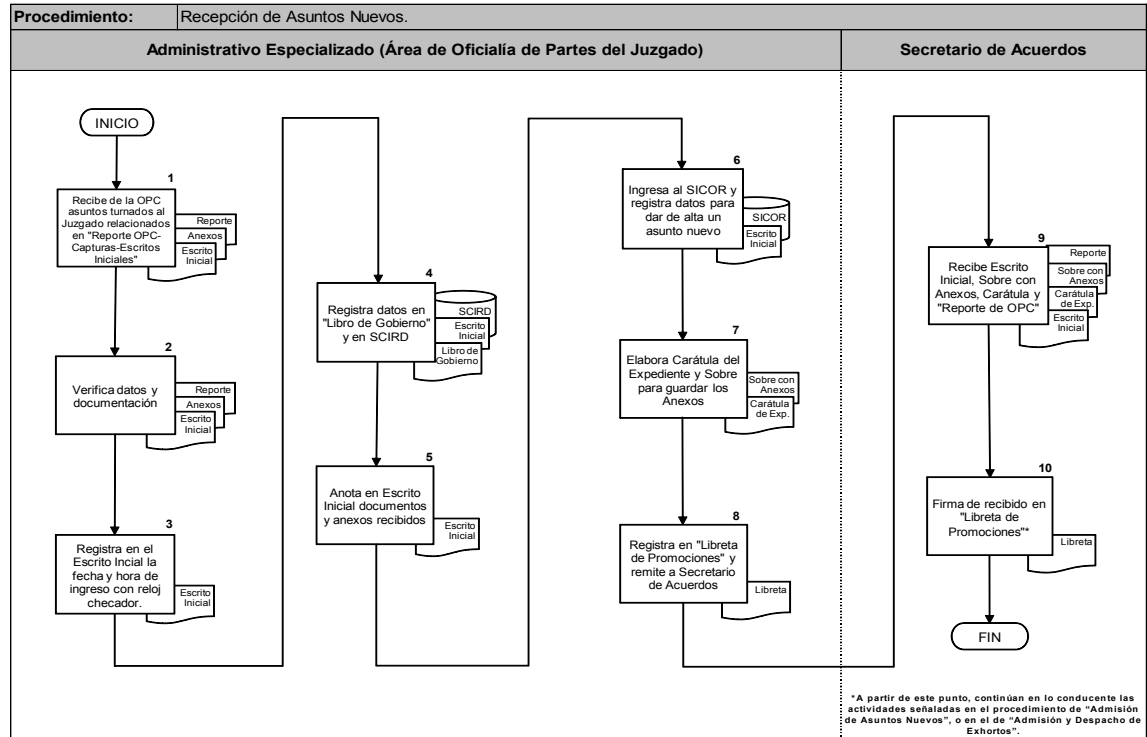 Procedimiento: Recepción de Asuntos Nuevos.
Administrativo Especializado (Área de Oficialía de Partes del Juzgado)
Secretario de Acuerdos
INICIO
1
Recibe de la OPC
asuntos turnados al
Juzgado relacionados
en "Reporte OPC-
Capturas-Escritos
Iniciales"
Reporte
Anexos
Escrito
Inicial
2
Verifica datos y
documentación
Reporte
Anexos
Escrito
Inicial
3
Registra en el
Escrito Incial la
fecha y hora de
ingreso con reloj
checador.
Escrito
Inicial
4
Registra datos en
"Libro de Gobierno"
y en SCIRD
SCIRD
Escrito
Inicial
Libro de
Gobierno
5
Anota en Escrito
Inicial documentos
y anexos recibidos
Escrito
Inicial
6
Ingresa al SICOR y
registra datos para
dar de alta un
asunto nuevo
SICOR
Escrito
Inicial
7
Elabora Carátula del
Expediente y Sobre
para guardar los
Anexos
Sobre con
Anexos
Carátula
de Exp.
8
Registra en "Libreta
de Promociones" y
remite a Secretario
de Acuerdos
Libreta
9
Recibe Escrito
Inicial, Sobre con
Anexos, Carátula y
"Reporte de OPC"
Reporte
Sobre con
Anexos
Carátula
de Exp.
Escrito
Inicial
10
Firma de recibido en
"Libreta de
Promociones"*
Libreta
FIN
*A partir de este punto, continúan en lo conducente las
actividades señaladas en el procedimiento de “Admisión
de Asuntos Nuevos”, o en el de “Admisión y Despacho de
Exhortos”.